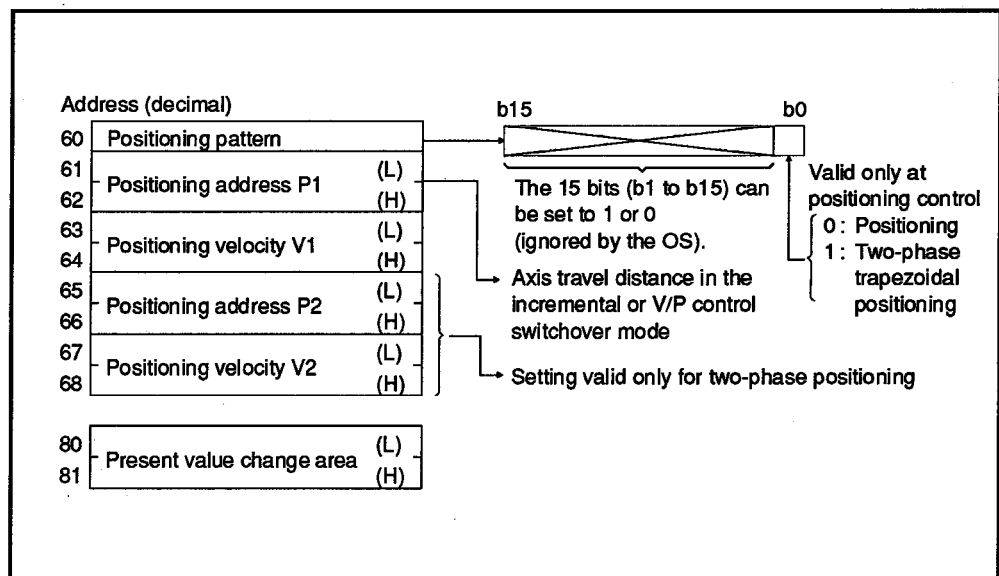 Address (decimal)
60 Positioning pattern
61 (L)
Positioning address P1
62 (H)
63 (L)
Positioning velocity V1
64 (H)
65 (L)
Positioning address P2
66 (H)
67 (L)
Positioning velocity V2
68 (H)
80 (L)
Present value change area
81 (H)
b15 b0
The 15 bits (b1 to b15) can
be set to 1 or 0
(ignored by the OS).
Valid only at
positioning control
0 : Positioning
1 : Two-phase
trapezoidal
positioning
Axis travel distance in the
incremental or V/P control
switchover mode
Setting valid only for two-phase positioning